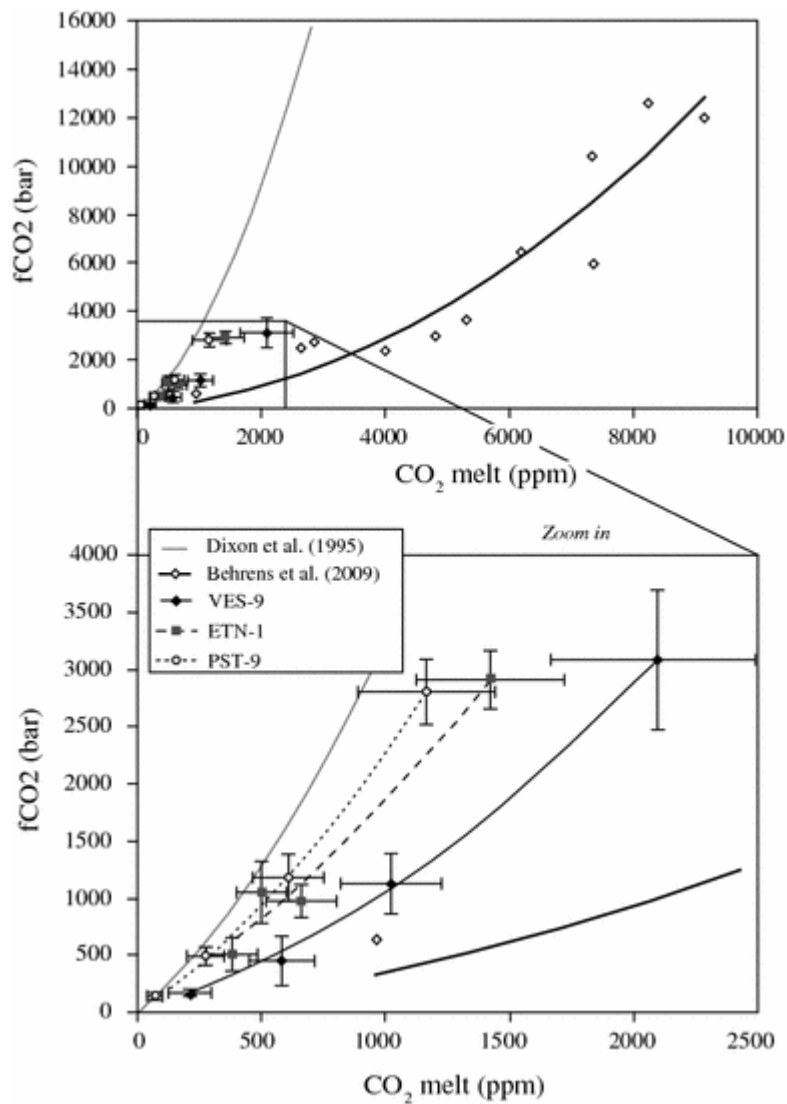 16000
14000
12000
10000
8000
6000
4000
2000
0
fCO2 (bar)
0 2000 4000 6000 8000 10000
CO2 melt (ppm)
Zoom in
Dixon et al. (1995)
Behrens et al. (2009)
VES-9
ETN-1
PST-9
4000
3500
3000
2500
2000
1500
1000
500
0
fCO2 (bar)
0 500 1000 1500 2000 2500
CO2 melt (ppm)